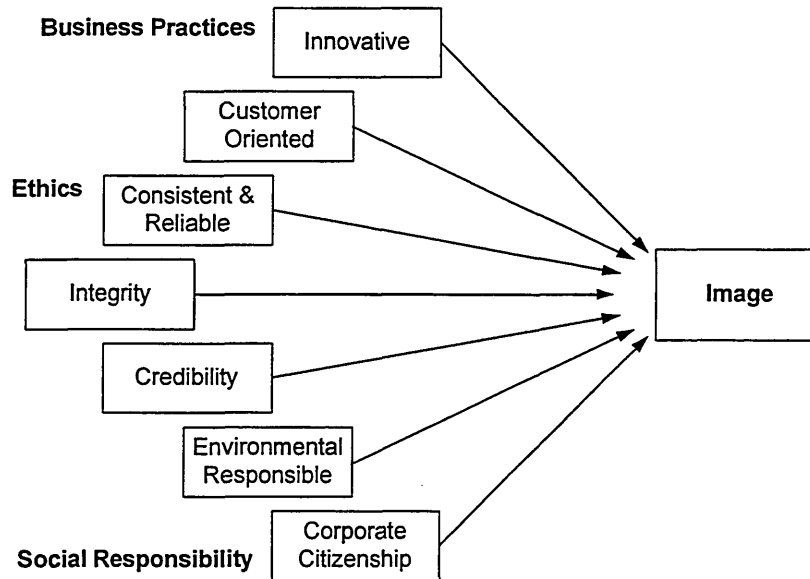 Business Practices
Innovative
Customer
Oriented
Ethics
Consistent &
Reliable
Integrity
Image
Credibility
Environmental
Responsible
Corporate
Citizenship
Social Responsibility